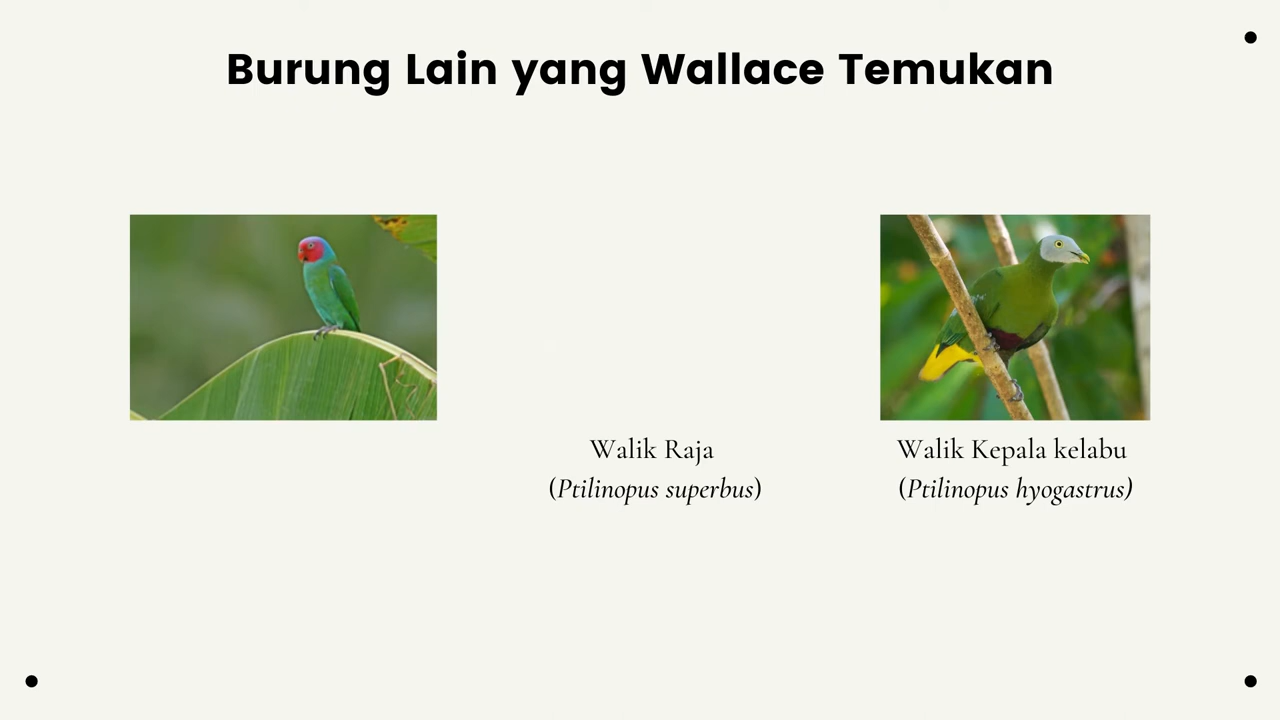 Burung Lain yang Wallace Temukan
Walik Raja
(Ptilinopus superbus)
Walik Kepala kelabu
(Ptilinopus hyogastrus)